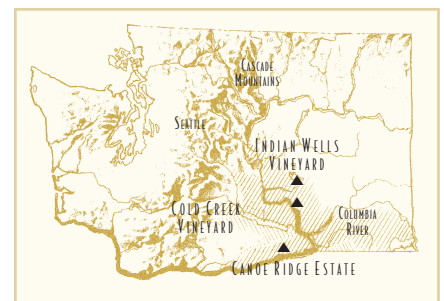 CASCADE
MOUNTAINS
SEATTLE
INDIAN WELLS
VINEYARD
COLD CREEK
VINEYARD
COLUMBIA
RIVER
CANOE RIDGE ESTATE